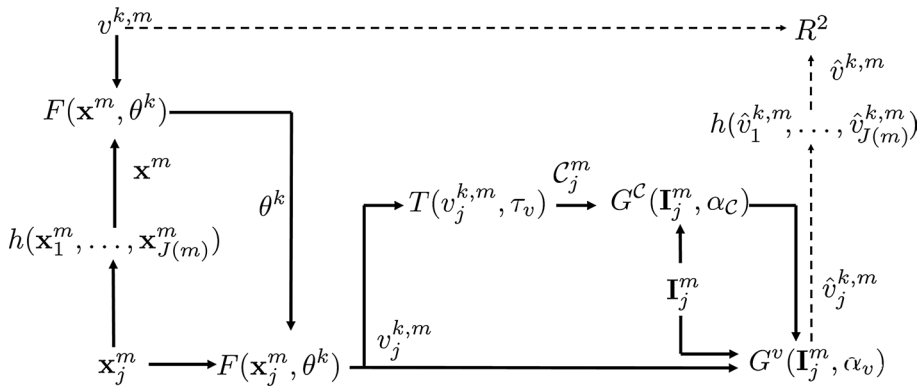 $v^{k,m}$ $R^2$
$\hat{v}^{k,m}$
$F(\mathbf{x}^m, \theta^k)$ $h(\hat{v}_1^{k,m}, \ldots, \hat{v}_{J(m)}^{k,m})$
$\mathbf{x}^m$ $\mathcal{C}_j^m$
$\theta^k$ $T(v_j^{k,m}, \tau_v)$ $G^{\mathcal{C}}(\mathbf{I}_j^m, \alpha_{\mathcal{C}})$
$h(\mathbf{x}_1^m, \ldots, \mathbf{x}_{J(m)}^m)$
$\mathbf{I}_j^m$ $\hat{v}_j^{k,m}$
$v_j^{k,m}$
$\mathbf{x}_j^m$ $F(\mathbf{x}_j^m, \theta^k)$ $G^v(\mathbf{I}_j^m, \alpha_v)$